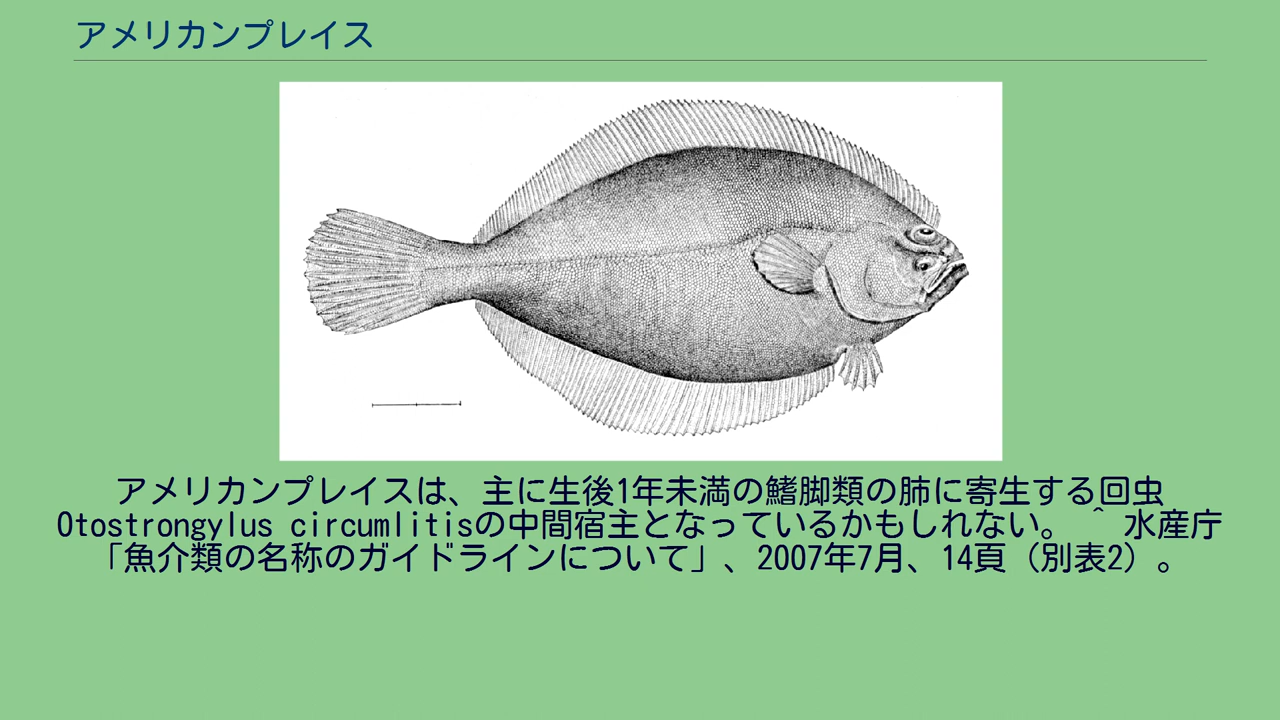 アメリカンプレイス
アメリカンプレイスは、主に生後1年未満の鰭脚類の肺に寄生する回虫
Otostrongylus circumlitisの中間宿主となっているかもしれない。 ^ 水産庁
「魚介類の名称のガイドラインについて」、2007年7月、14頁（別表2）。